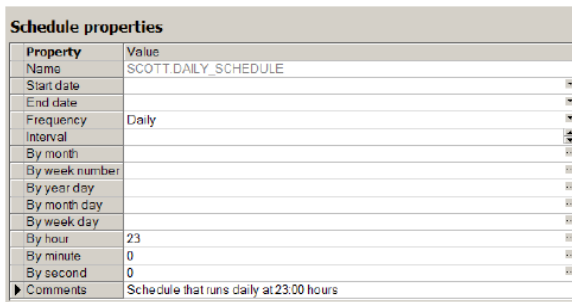 Schedule properties
Property Value
Name SCOTT.DAILY_SCHEDULE
Start date
End date
Frequency Daily
Interval
By month
By week number
By year day
By month day
By week day
By hour 23
By minute 0
By second 0
Comments Schedule that runs daily at 23:00 hours